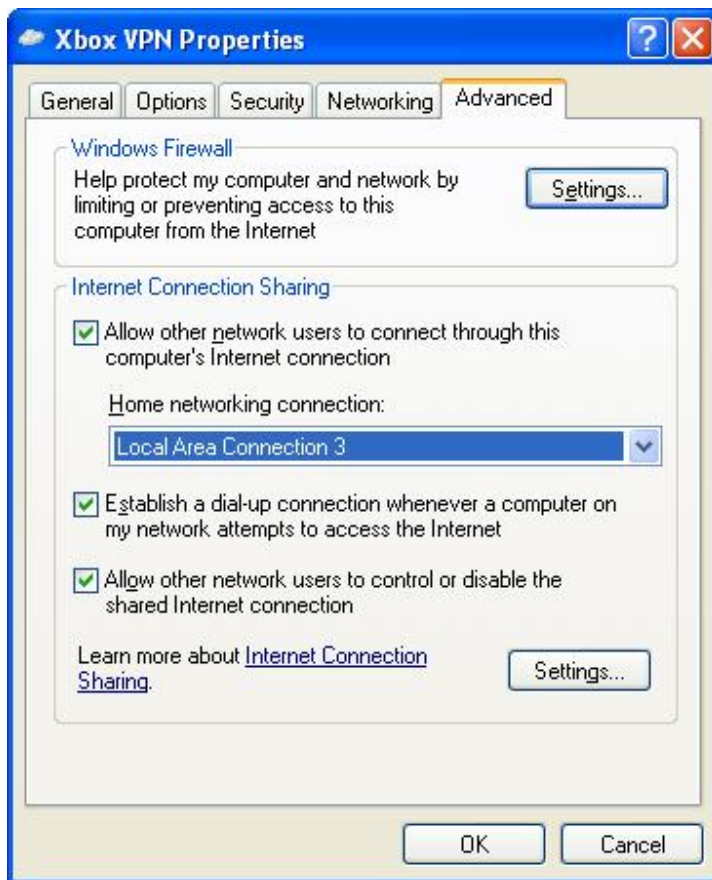 Xbox VPN Properties
General Options Security Networking Advanced
Windows Firewall
Help protect my computer and network by
limiting or preventing access to this
computer from the Internet
Settings...
Internet Connection Sharing
Allow other network users to connect through this
computer's Internet connection
Home networking connection:
Local Area Connection 3
Establish a dial-up connection whenever a computer on
my network attempts to access the Internet
Allow other network users to control or disable the
shared Internet connection
Learn more about Internet Connection
Sharing.
Settings...
OK Cancel